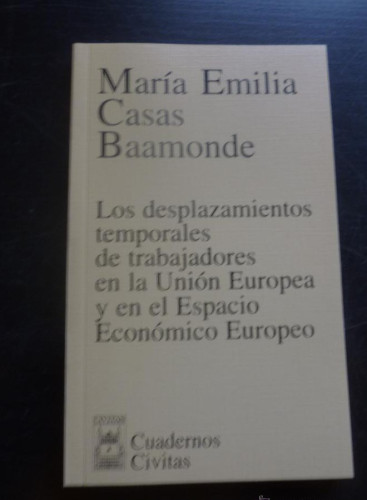 María Emilia
Casas
Baamonde
Los desplazamientos
temporales
de trabajadores
en la Unión Europea
y en el Espacio
Económico Europeo
Cuadernos
Civitas